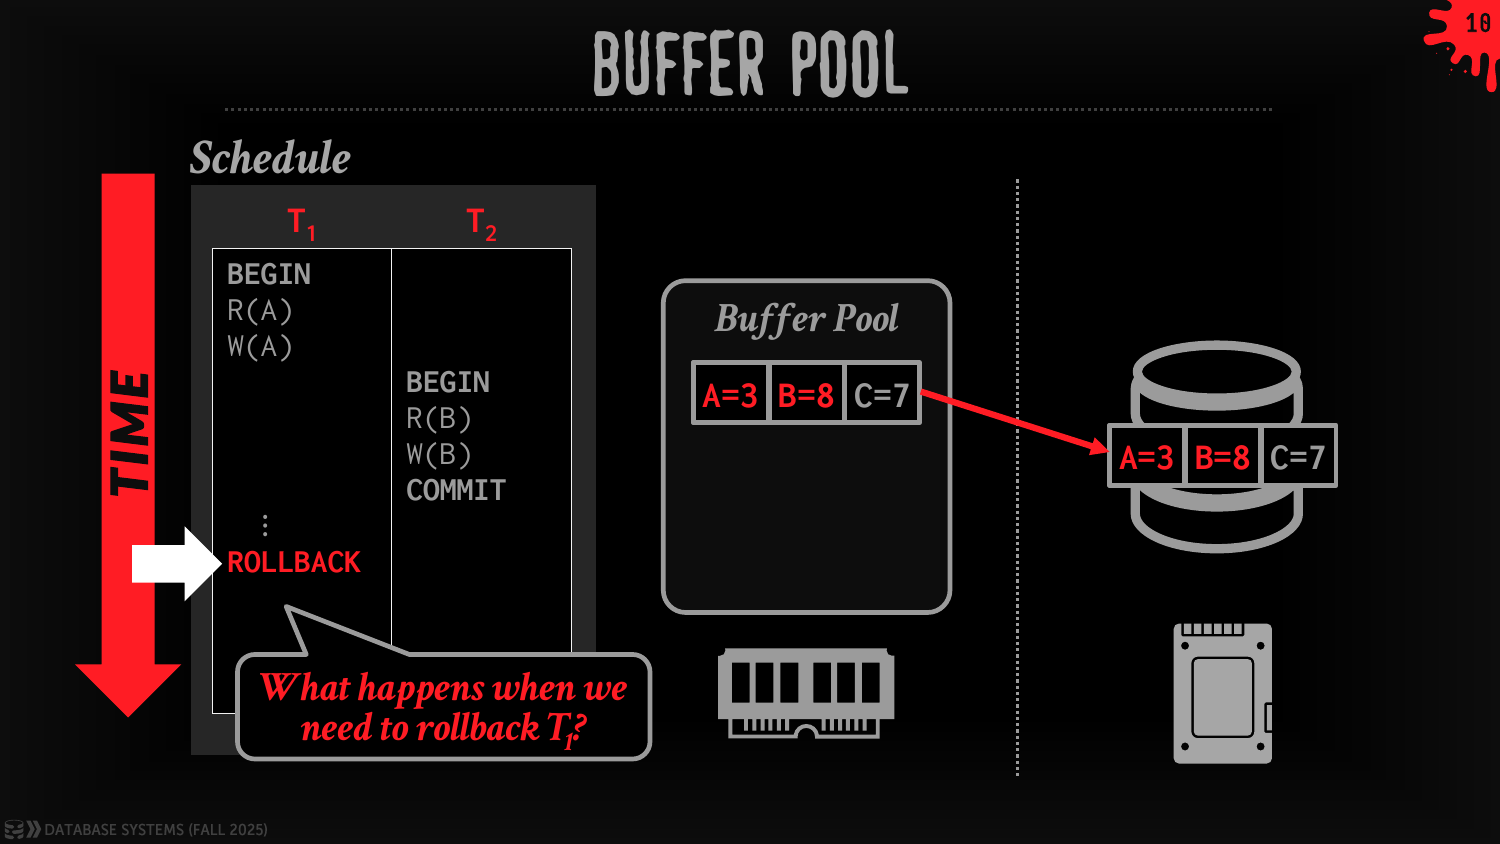 BUFFER POOL
10
Schedule
T1
T2
BEGIN
R(A)
W(A)
BEGIN
R(B)
W(B)
COMMIT
⋮
ROLLBACK
TIME
What happens when we
need to rollback T1?
Buffer Pool
A=3 B=8 C=7
A=3 B=8 C=7
DATABASE SYSTEMS (FALL 2025)